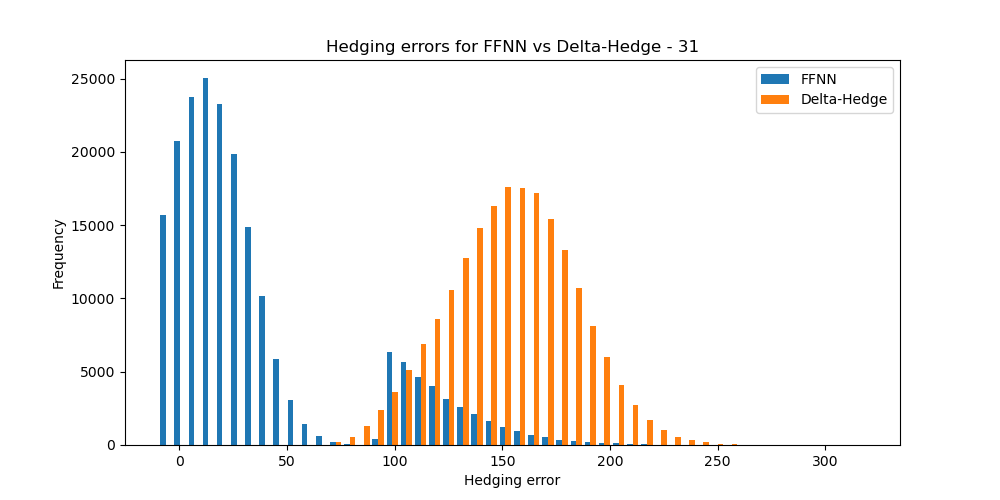 Hedging errors for FFNN vs Delta-Hedge - 31
FFNN
Delta-Hedge
Frequency
25000
20000
15000
10000
5000
0
0 50 100 150 200 250 300
Hedging error